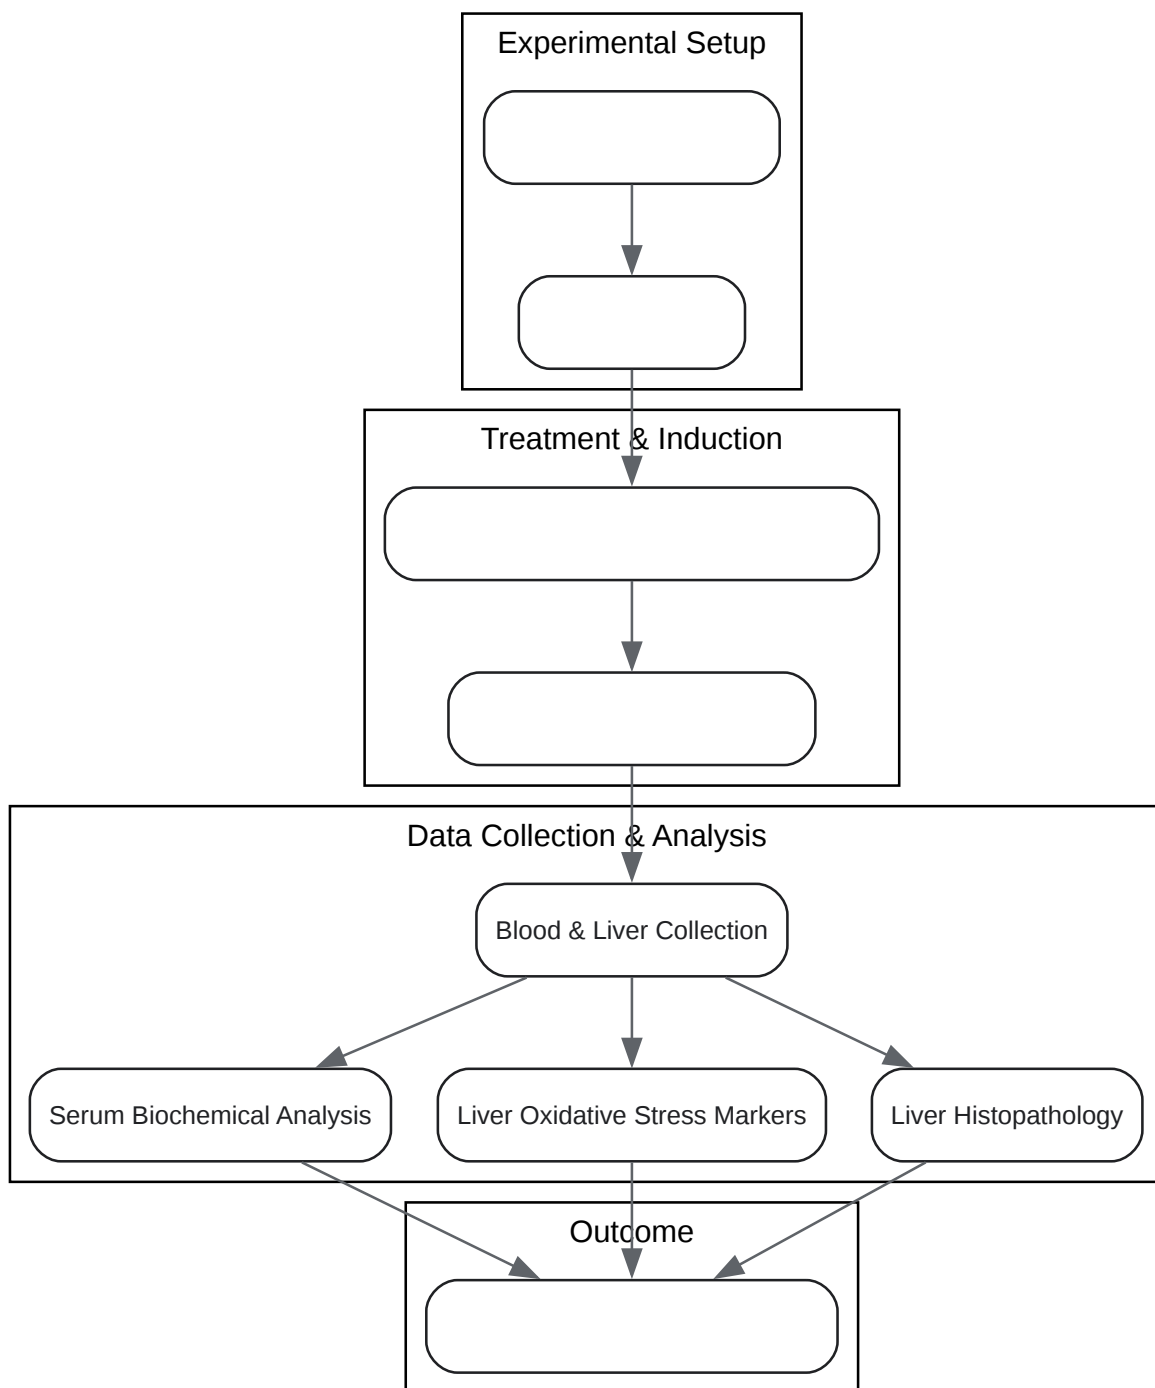 Experimental Setup
Treatment & Induction
Data Collection & Analysis
Blood & Liver Collection
Serum Biochemical Analysis
Liver Oxidative Stress Markers
Liver Histopathology
Outcome